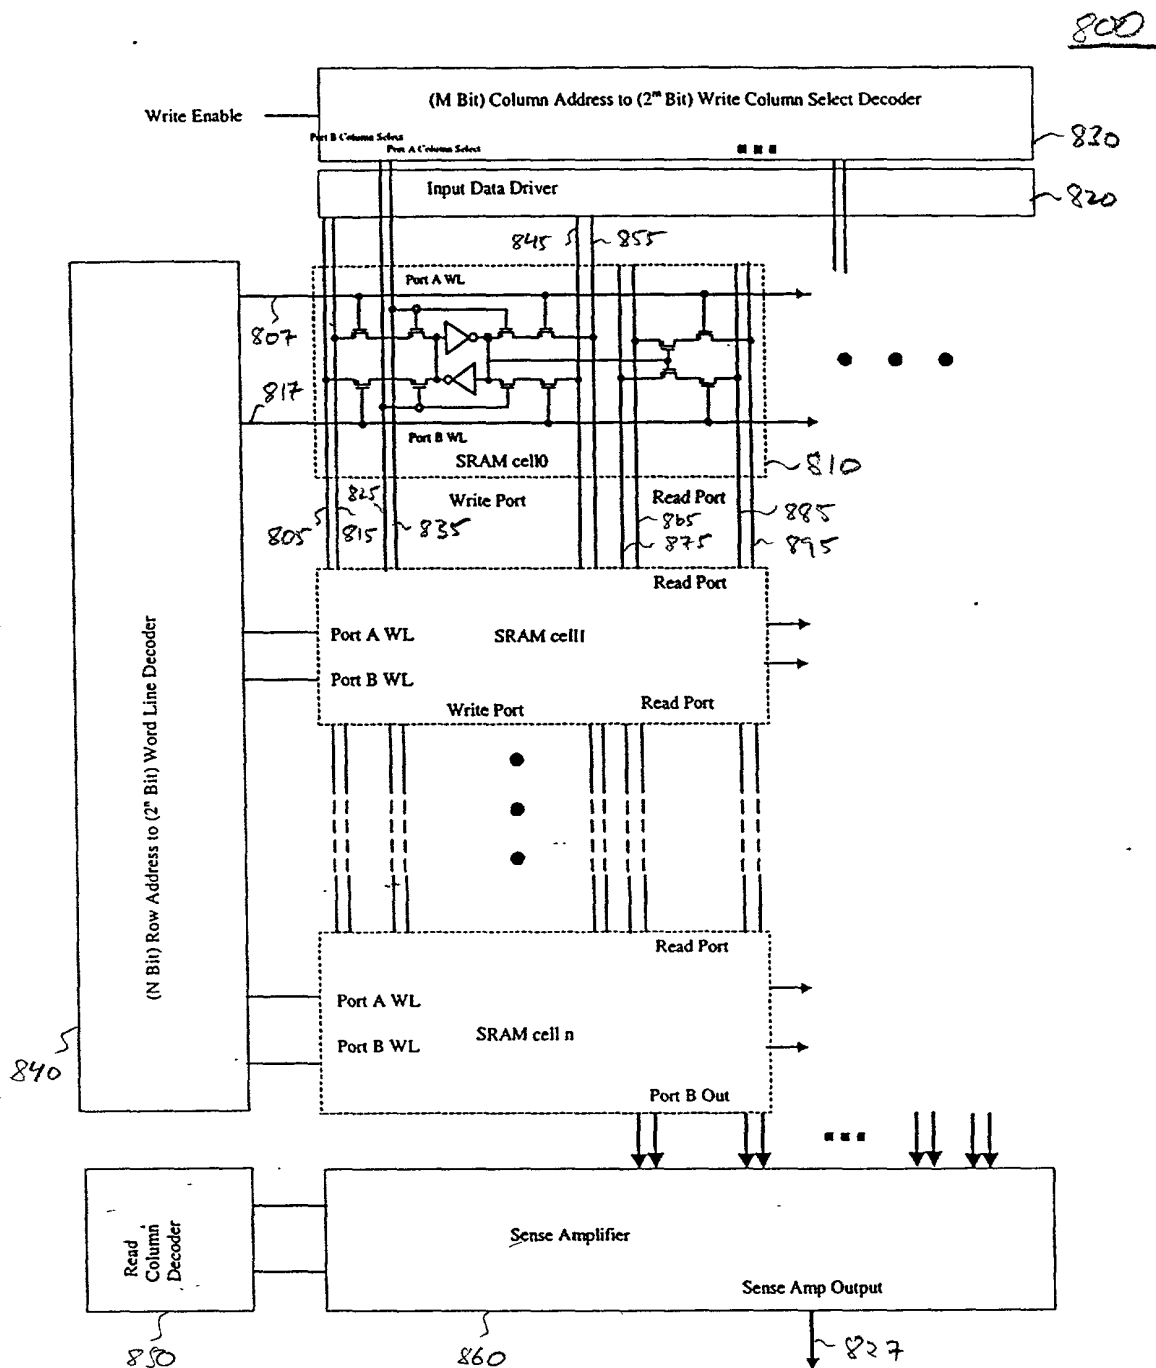 800
(M Bit) Column Address to (2ᵐ Bit) Write Column Select Decoder
Write Enable
Port B Column Select
Port A Column Select
830
Input Data Driver
820
845
855
Port A WL
807
817
Port B WL
SRAM cell0
810
825
Write Port
Read Port
885
805
815
835
865
875
895
Read Port
Port A WL
SRAM cell1
Port B WL
Write Port
Read Port
(N Bit) Row Address to (2ⁿ Bit) Word Line Decoder
Read Port
Port A WL
Port B WL
SRAM cell n
840
Port B Out
Read
Column
Decoder
Sense Amplifier
Sense Amp Output
850
860
827